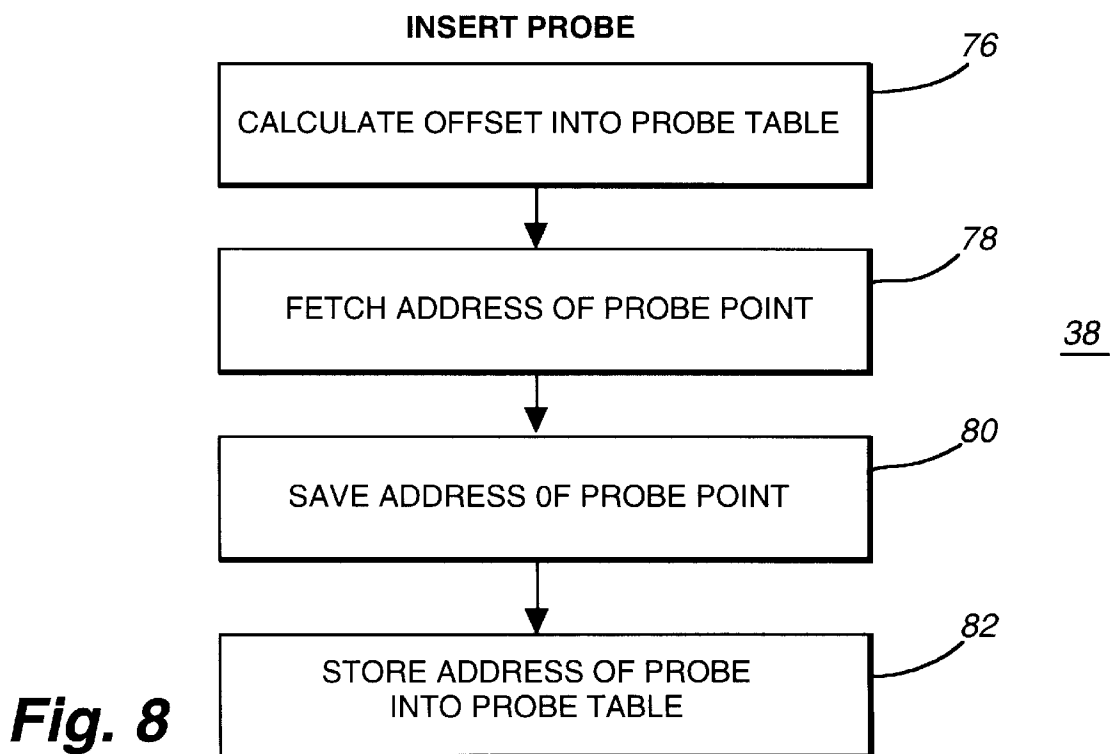 INSERT PROBE
76
CALCULATE OFFSET INTO PROBE TABLE
78
FETCH ADDRESS OF PROBE POINT
38
80
SAVE ADDRESS 0F PROBE POINT
82
STORE ADDRESS OF PROBE
INTO PROBE TABLE
Fig. 8